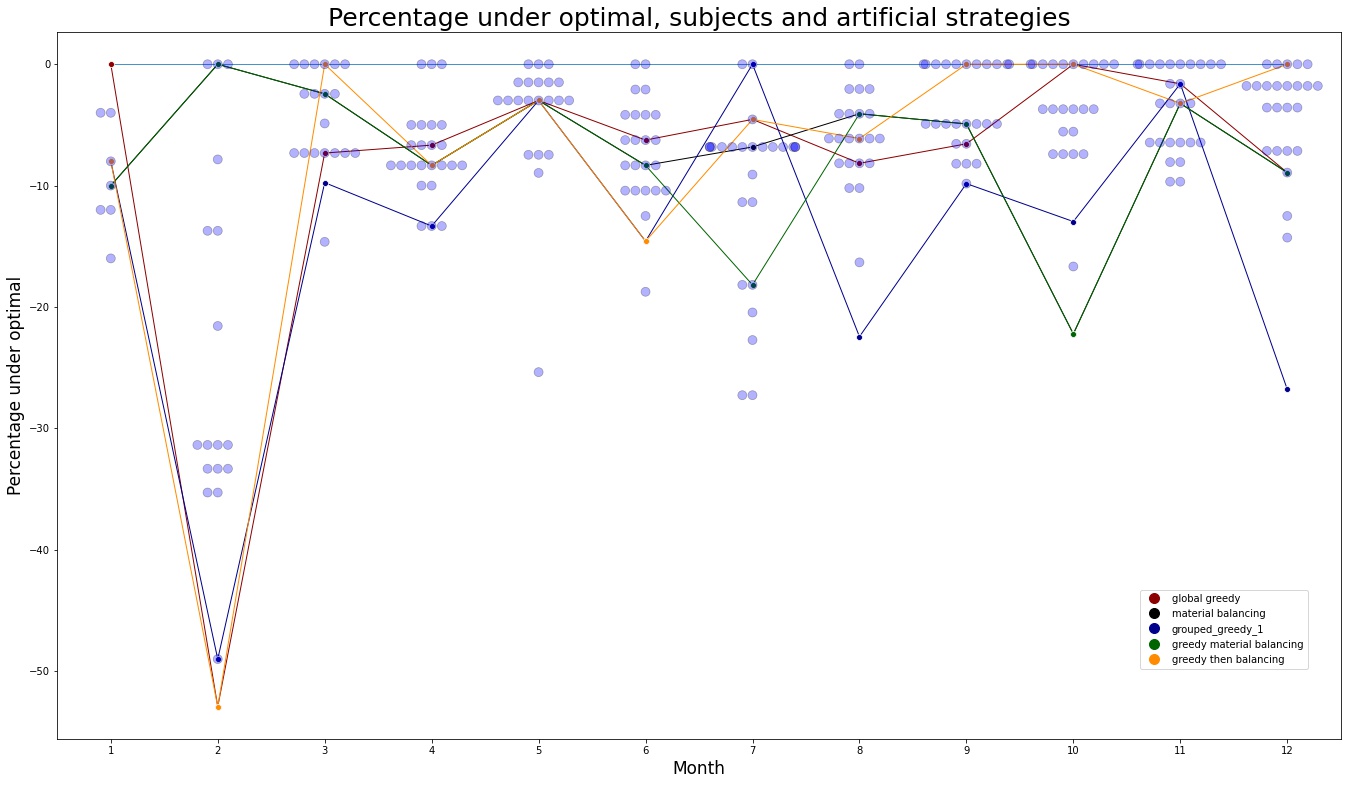 Percentage under optimal, subjects and artificial strategies
Percentage under optimal
0
−10
−20
−30
−40
−50
1 2 3 4 5 6 7 8 9 10 11 12
Month
global greedy
material balancing
grouped_greedy_1
greedy material balancing
greedy then balancing